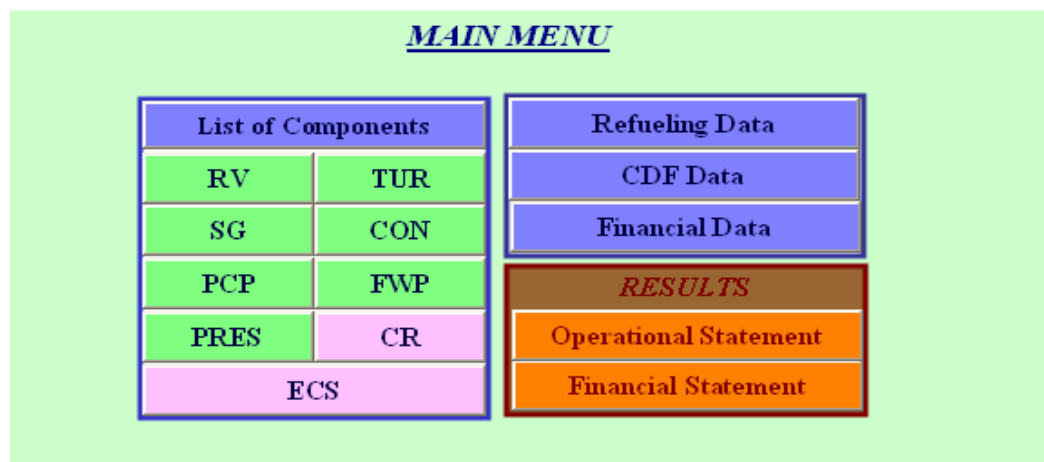 MAIN MENU
List of Components
RV TUR
SG CON
PCP FWP
PRES CR
ECS
Refueling Data
CDF Data
Financial Data
RESULTS
Operational Statement
Financial Statement